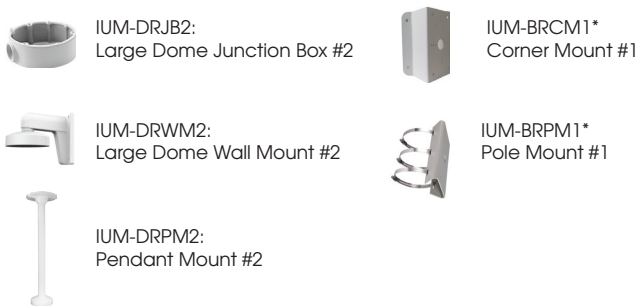 IUM-DRJB2:
Large Dome Junction Box #2
IUM-DRWM2:
Large Dome Wall Mount #2
IUM-DRPM2:
Pendant Mount #2
IUM-BRCM1*
Corner Mount #1
IUM-BRPM1*
Pole Mount #1